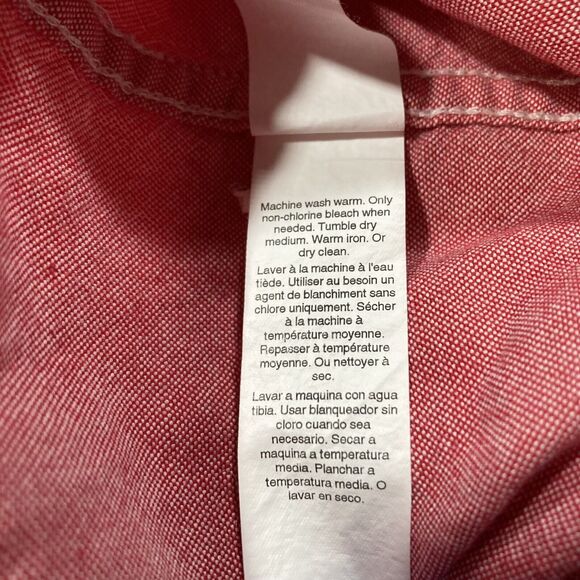 Machine wash warm. Only
non-chlorine bleach when
needed. Tumble dry
medium. Warm iron. Or
dry clean.
Laver à la machine à l'eau
tiède. Utiliser au besoin un
agent de blanchiment sans
chlore uniquement. Sécher
à la machine à
température moyenne.
Repasser à température
moyenne. Ou nettoyer à
sec.
Lavar a maquina con agua
tibia. Usar blanqueador sin
cloro cuando sea
necesario. Secar a
maquina a temperatura
media. Planchar a
temperatura media. O
lavar en seco.